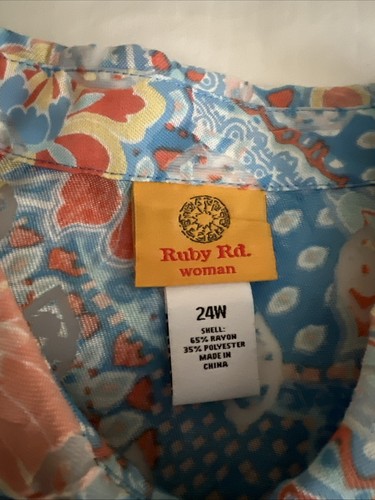 Ruby Rd.
woman
24W
SHELL:
65% RAYON
35% POLYESTER
MADE IN
CHINA